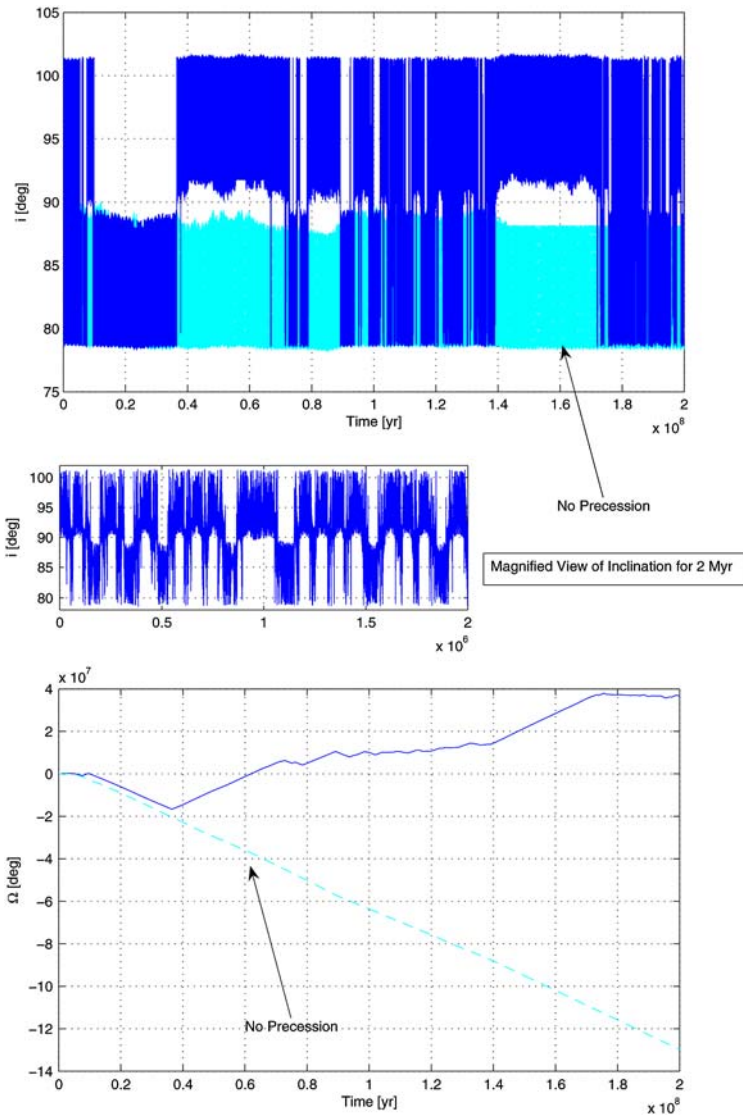 105
100
95
90
85
80
75
i [deg]
0 0.2 0.4 0.6 0.8 1 1.2 1.4 1.6 1.8 2
Time [yr]
x 10^8
No Precession
100
90
80
i [deg]
0 0.5 1 1.5 2
x 10^6
Magnified View of Inclination for 2 Myr
x 10^7
4
2
0
-2
-4
-6
-8
-10
-12
-14
Ω [deg]
No Precession
0 0.2 0.4 0.6 0.8 1 1.2 1.4 1.6 1.8 2
Time [yr]
x 10^8